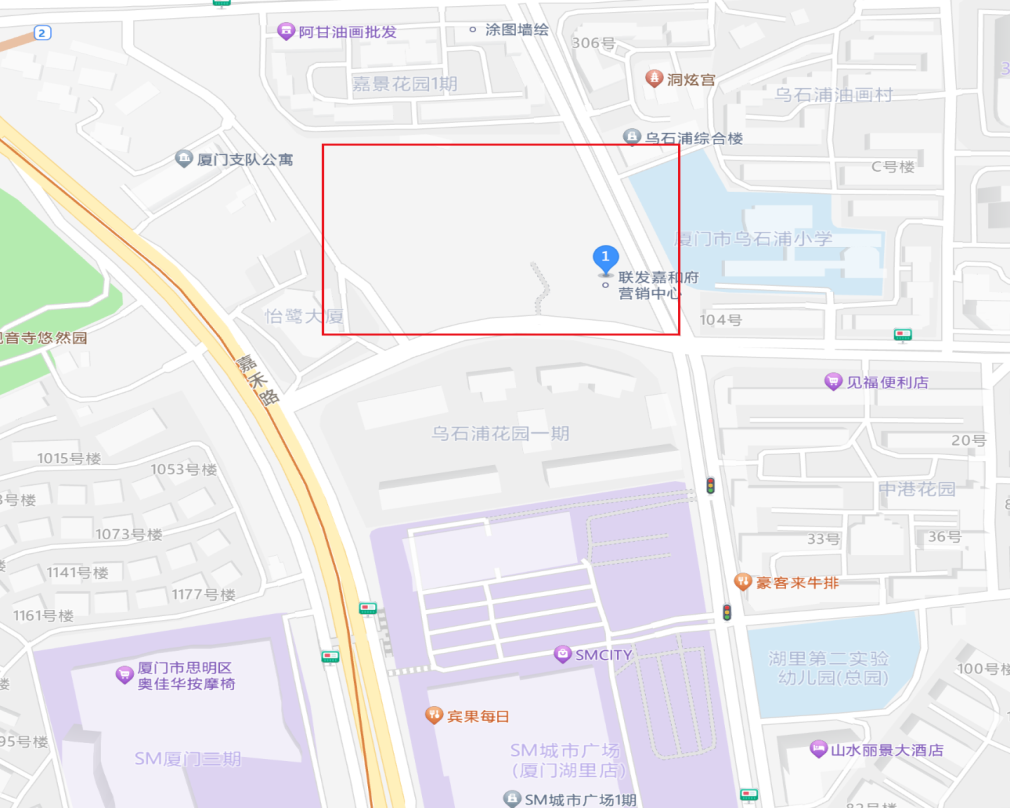 2
阿甘油画批发
涂图墙绘
306号
嘉景花园1期
洞炫宫
3
乌石浦油画村
乌石浦综合楼
厦门支队公寓
C号楼
厦门市乌石浦小学
1
联发嘉和府
营销中心
怡鹭大厦
104号
观音寺悠然园
嘉禾路
见福便利店
乌石浦花园一期
20号
1015号楼
1053号楼
中港花园
3号楼
1073号楼
33号
36号
1141号楼
豪客来牛排
1177号楼
1161号楼
SMCITY
厦门市思明区
奥佳华按摩椅
湖里第二实验
幼儿园(总园)
100号楼
宾果每日
95号楼
SM厦门三期
SM城市广场
(厦门湖里店)
山水丽景大酒店
SM城市广场1期
82号楼